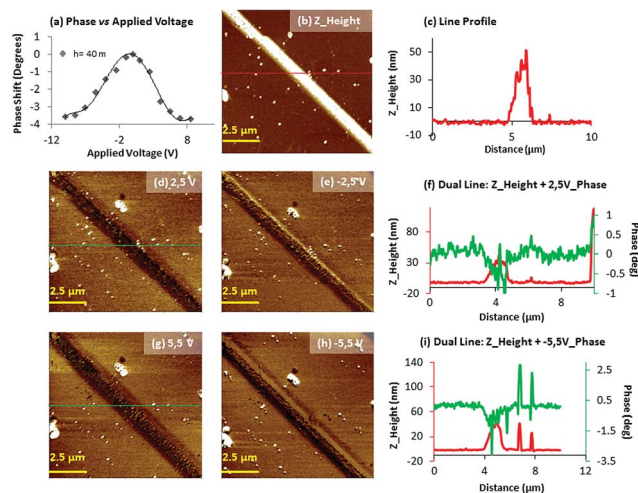 (a) Phase vs Applied Voltage
1
0
-1
-2
-3
-4
h= 40 m
Phase Shift (Degrees)
-12
-2
8
Applied Voltage (V)
(b) Z_Height
2.5 µm
(c) Line Profile
90
50
10
-10
Z_Height (nm)
0
5
10
Distance (µm)
(d) 2,5 V
2.5 µm
(e) -2,5 V
2.5 µm
(f) Dual Line: Z_Height + 2,5V_Phase
80
30
-20
Z_Height (nm)
1
0.5
0
-0.5
-1
Phase (deg)
0
4
8
Distance (µm)
(g) 5,5 V
2.5 µm
(h) -5,5 V
2.5 µm
(i) Dual Line: Z_Height + -5,5V_Phase
140
100
60
20
-20
Z_Height (nm)
2.5
0.5
-1.5
-3.5
Phase (deg)
0
4
8
12
Distance (µm)